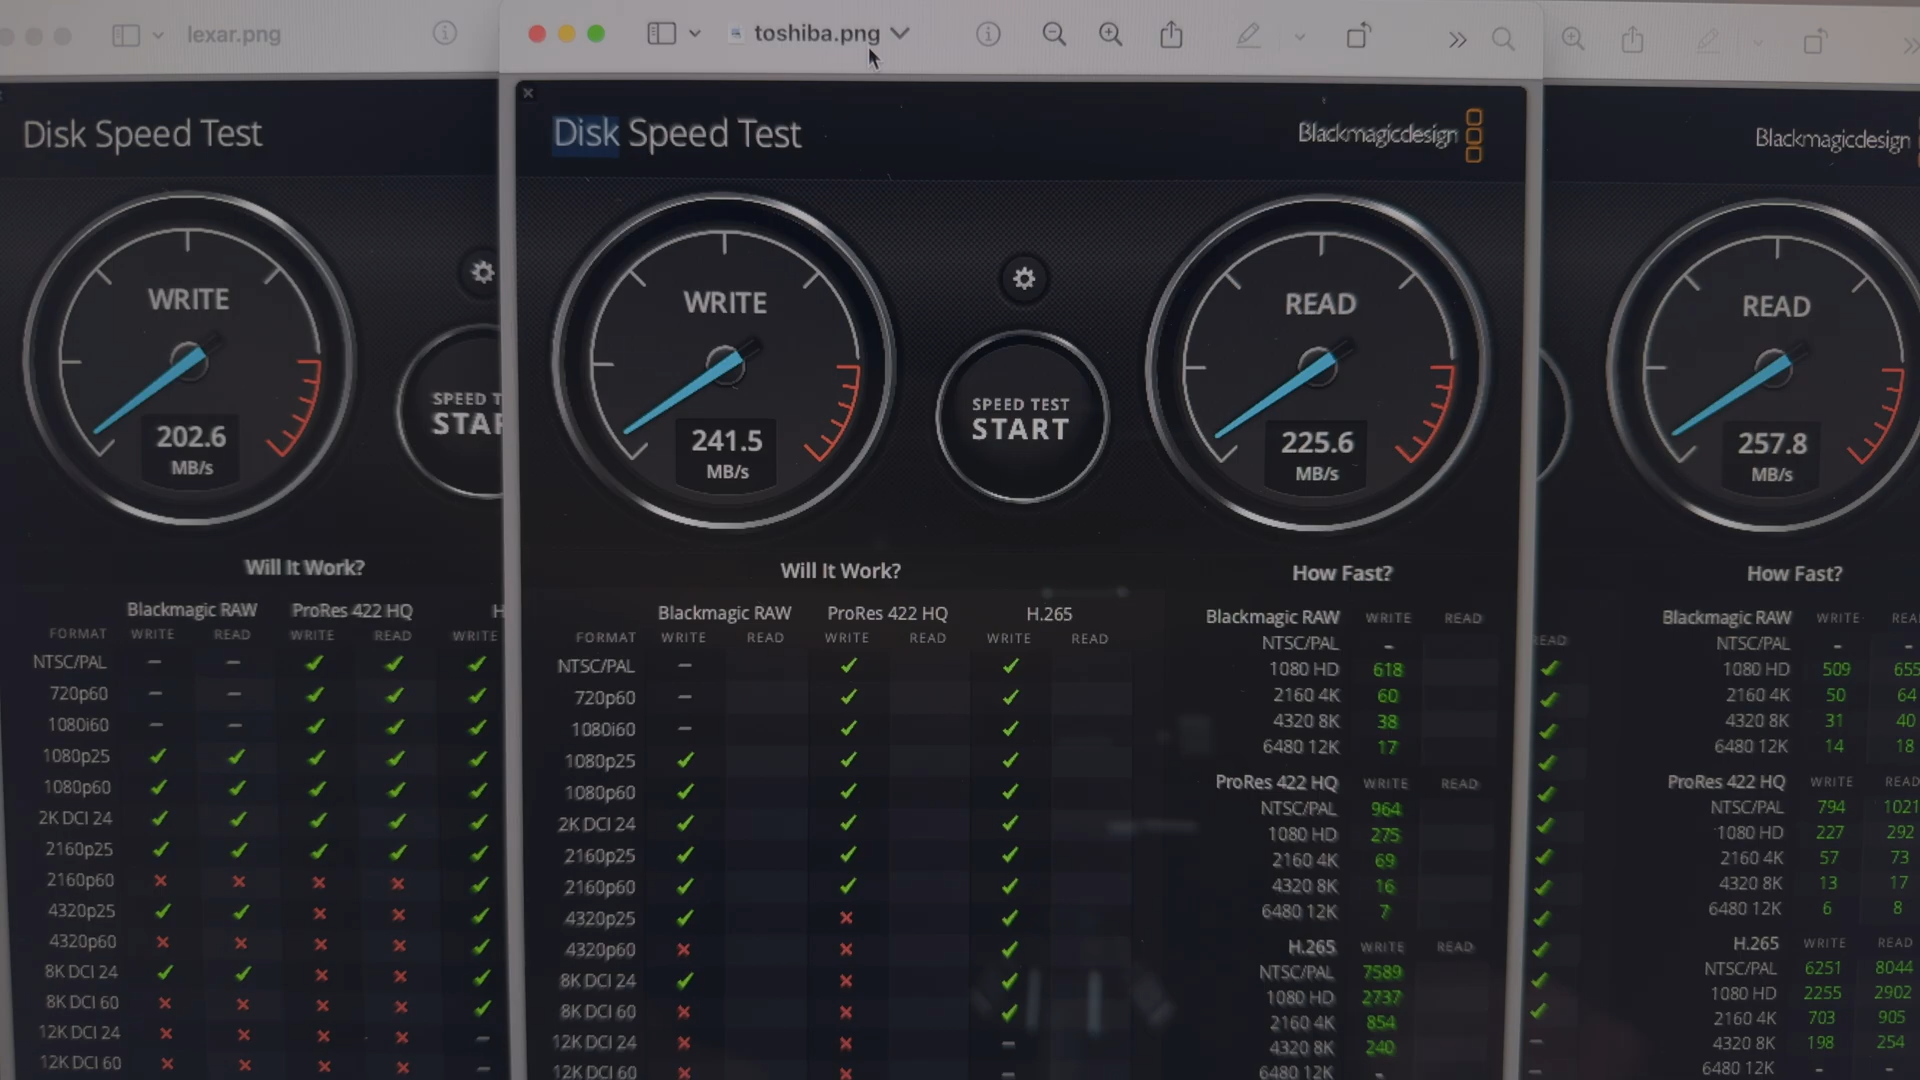 lexar.png
toshiba.png
Disk Speed Test
Disk Speed Test
Blackmagicdesign
Blackmagicdesign
WRITE
202.6
MB/s
SPEED T
STAR
WRITE
241.5
MB/s
SPEED TEST
START
READ
225.6
MB/s
READ
257.8
MB/s
Will It Work?
Blackmagic RAW ProRes 422 HQ H
FORMAT WRITE READ WRITE READ WRITE
NTSC/PAL – – ✓ ✓ ✓
720p60 – – ✓ ✓ ✓
1080i60 – – ✓ ✓ ✓
1080p25 ✓ ✓ ✓ ✓ ✓
1080p60 ✓ ✓ ✓ ✓ ✓
2K DCI 24 ✓ ✓ ✓ ✓ ✓
2160p25 ✓ ✓ ✓ ✓ ✓
2160p60 × × × × ✓
4320p25 ✓ ✓ × × ✓
4320p60 × × × × ✓
8K DCI 24 ✓ ✓ × × ✓
8K DCI 60 × × × × ✓
12K DCI 24 × × × × –
12K DCI 60 × × × × –
Will It Work?
Blackmagic RAW ProRes 422 HQ H.265
FORMAT WRITE READ WRITE READ WRITE READ
NTSC/PAL – ✓ ✓
720p60 – ✓ ✓
1080i60 – ✓ ✓
1080p25 ✓ ✓ ✓
1080p60 ✓ ✓ ✓
2K DCI 24 ✓ ✓ ✓
2160p25 ✓ ✓ ✓
2160p60 ✓ ✓ ✓
4320p25 ✓ × ✓
4320p60 × × ✓
8K DCI 24 ✓ × ✓
8K DCI 60 × × ✓
12K DCI 24 × × –
12K DCI 60 × × –
How Fast?
Blackmagic RAW WRITE READ
NTSC/PAL -
1080 HD 618
2160 4K 60
4320 8K 38
6480 12K 17
ProRes 422 HQ WRITE READ
NTSC/PAL 964
1080 HD 275
2160 4K 69
4320 8K 16
6480 12K 7
H.265 WRITE READ
NTSC/PAL 7589
1080 HD 2737
2160 4K 854
4320 8K 240
6480 12K -
READ
How Fast?
Blackmagic RAW WRITE REA
NTSC/PAL - -
1080 HD 509 655
2160 4K 50 64
4320 8K 31 40
6480 12K 14 18
ProRes 422 HQ WRITE READ
NTSC/PAL 794 1021
1080 HD 227 292
2160 4K 57 73
4320 8K 13 17
6480 12K 6 8
H.265 WRITE READ
NTSC/PAL 6251 8044
1080 HD 2255 2902
2160 4K 703 905
4320 8K 198 254
6480 12K - -